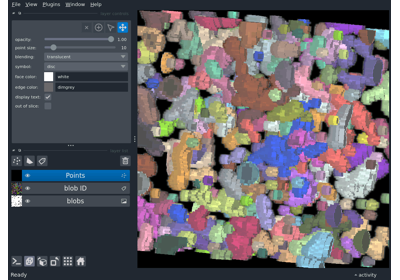 File View Plugins Window Help
opacity: 1.00
point size: 10
blending: translucent
symbol: disc
face color: white
edge color: dimgrey
display text:
out of slice:
Points
blob ID
blobs
Ready
activity